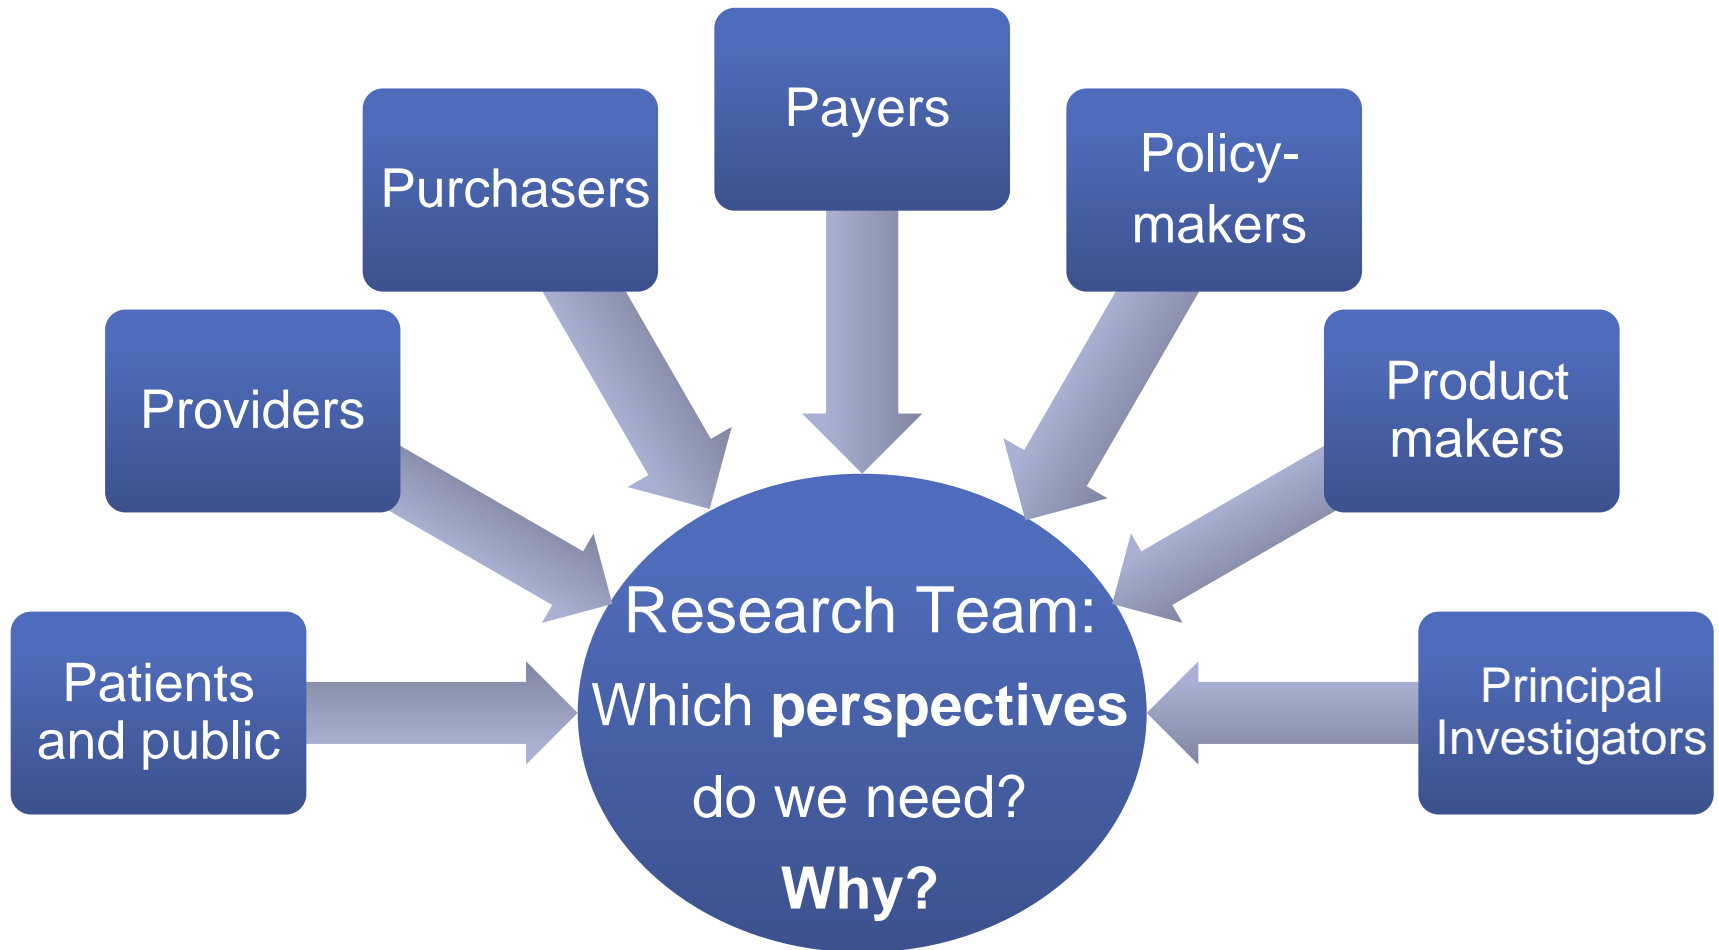 Payers
Purchasers
Policy-
makers
Providers
Product
makers
Patients
and public
Research Team:
Which perspectives
do we need?
Why?
Principal
Investigators